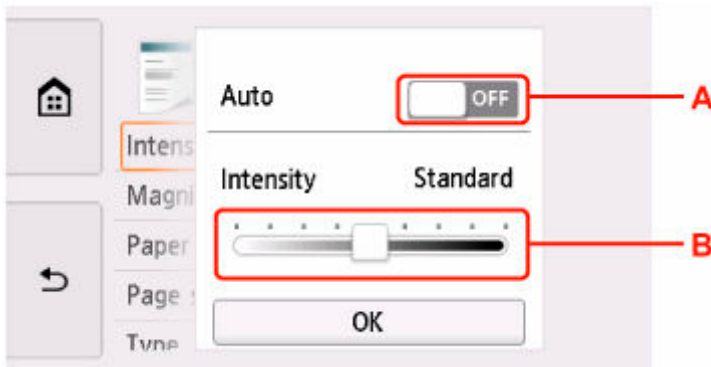 Auto OFF A
Intens
Intensity Standard
Magni
B
Paper
Page
OK
Type